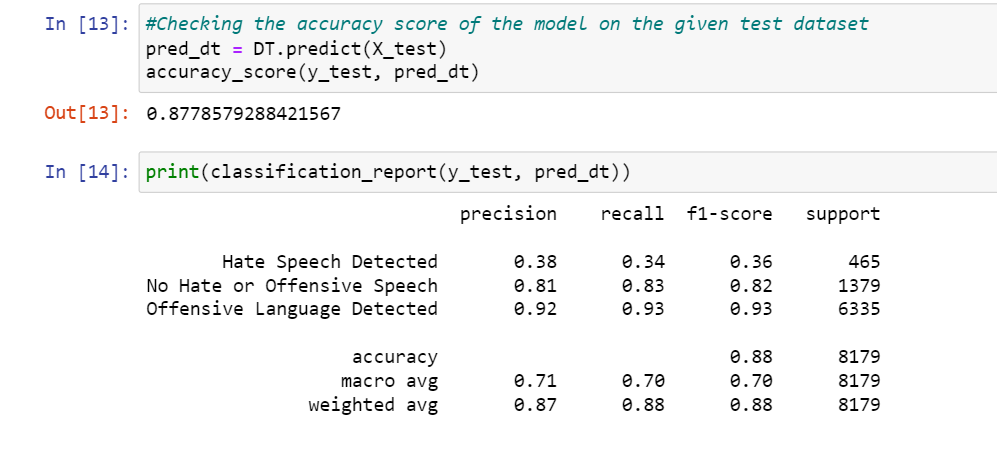 In [13]: #Checking the accuracy score of the model on the given test dataset
pred_dt = DT.predict(X_test)
accuracy_score(y_test, pred_dt)
Out[13]: 0.8778579288421567
In [14]: print(classification_report(y_test, pred_dt))
precision recall f1-score support
Hate Speech Detected 0.38 0.34 0.36 465
No Hate or Offensive Speech 0.81 0.83 0.82 1379
Offensive Language Detected 0.92 0.93 0.93 6335
accuracy 0.88 8179
macro avg 0.71 0.70 0.70 8179
weighted avg 0.87 0.88 0.88 8179